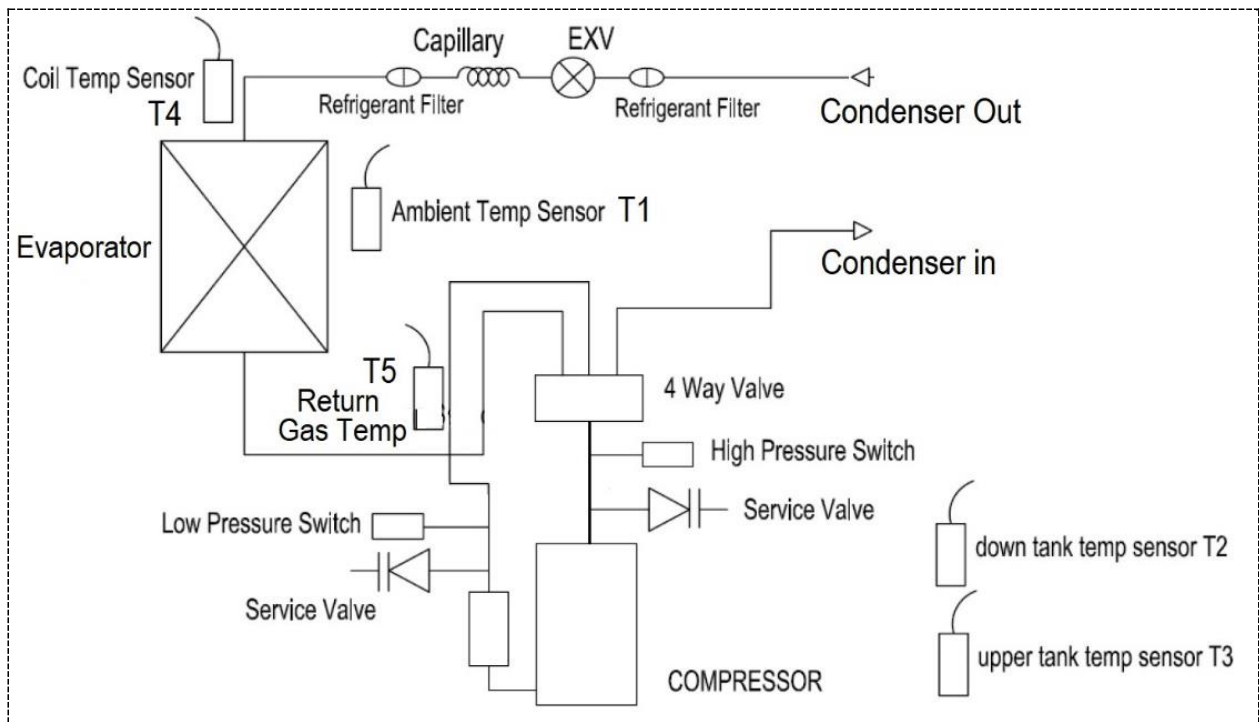 Capillary
EXV
Coil Temp Sensor
T4
Refrigerant Filter
Refrigerant Filter
Condenser Out
Ambient Temp Sensor T1
Evaporator
Condenser in
T5
Return
Gas Temp
4 Way Valve
High Pressure Switch
Low Pressure Switch
Service Valve
down tank temp sensor T2
Service Valve
upper tank temp sensor T3
COMPRESSOR